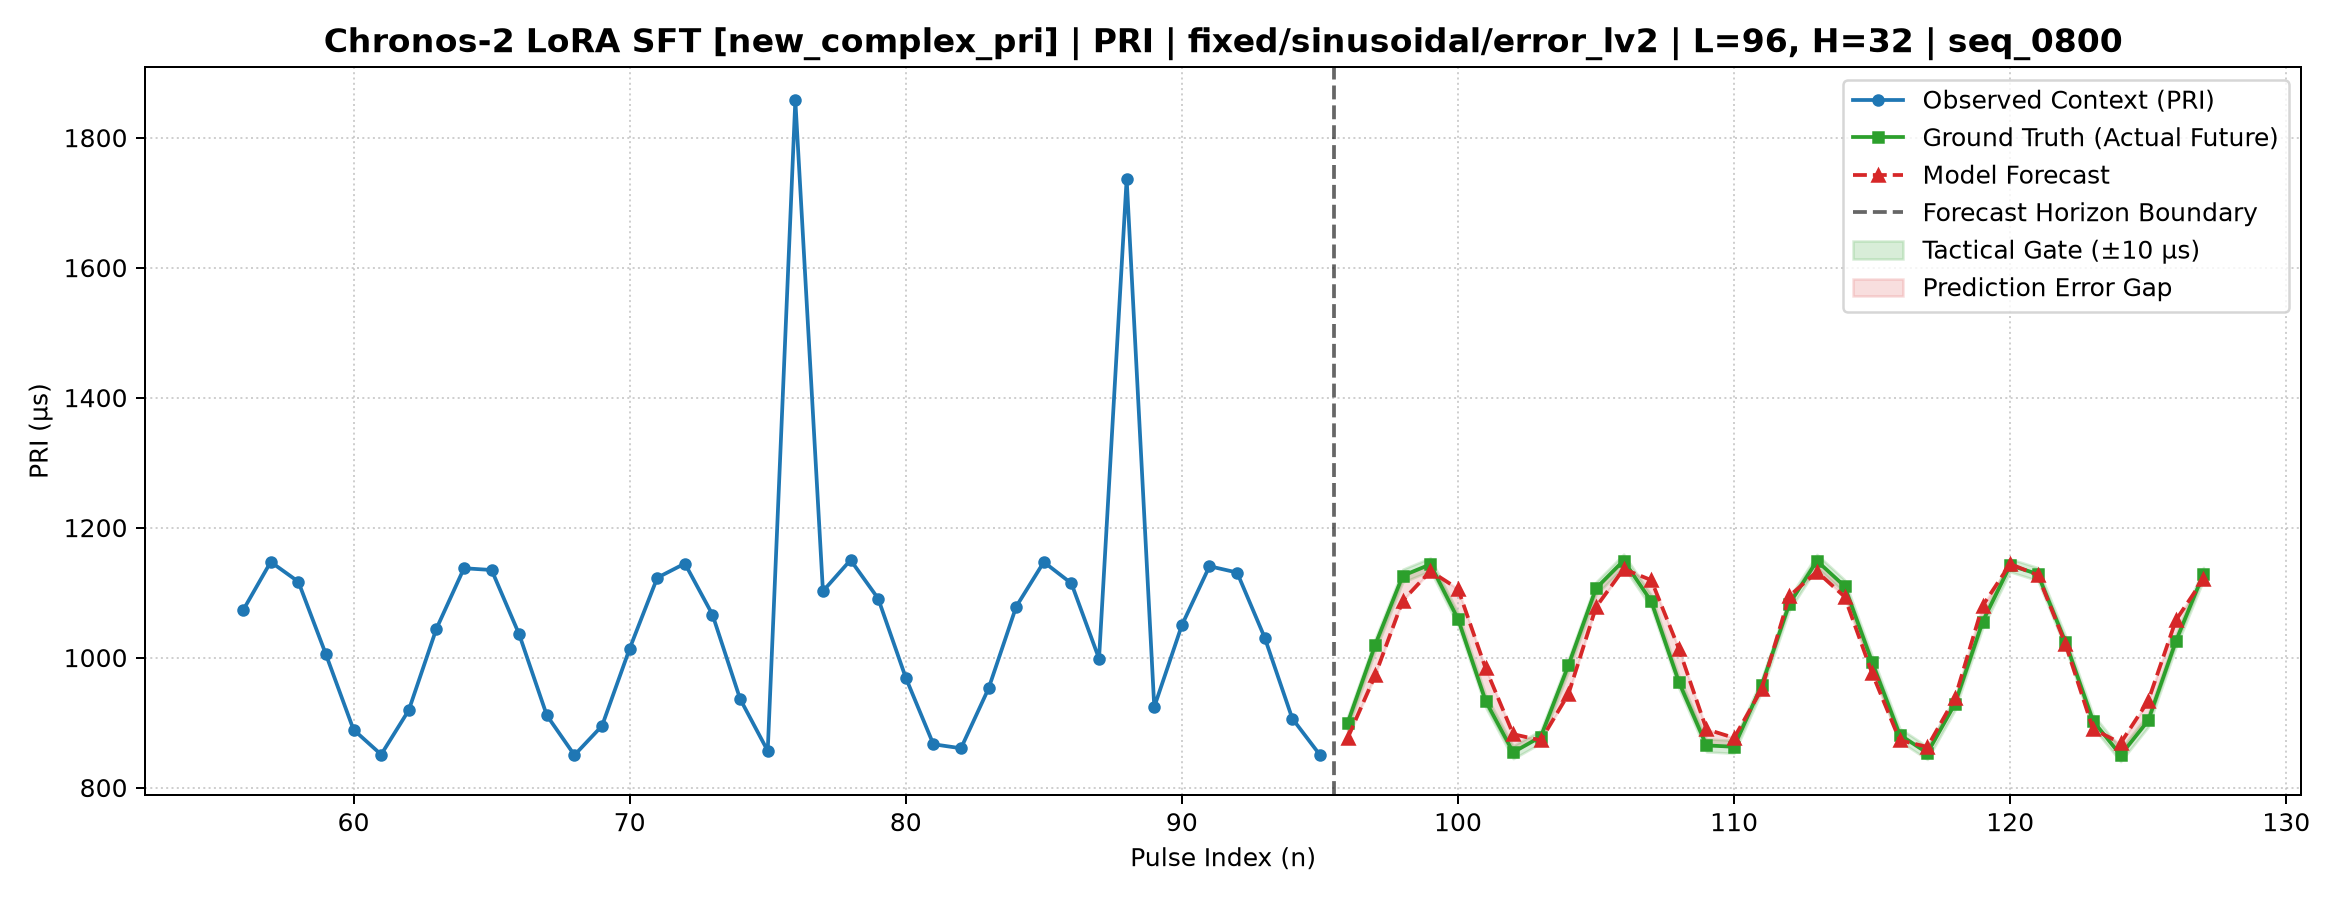 Chronos-2 LoRA SFT [new_complex_pri] | PRI | fixed/sinusoidal/error_lv2 | L=96, H=32 | seq_0800
Observed Context (PRI)
Ground Truth (Actual Future)
Model Forecast
Forecast Horizon Boundary
Tactical Gate (±10 µs)
Prediction Error Gap
PRI (µs)
1800
1600
1400
1200
1000
800
60 70 80 90 100 110 120 130
Pulse Index (n)